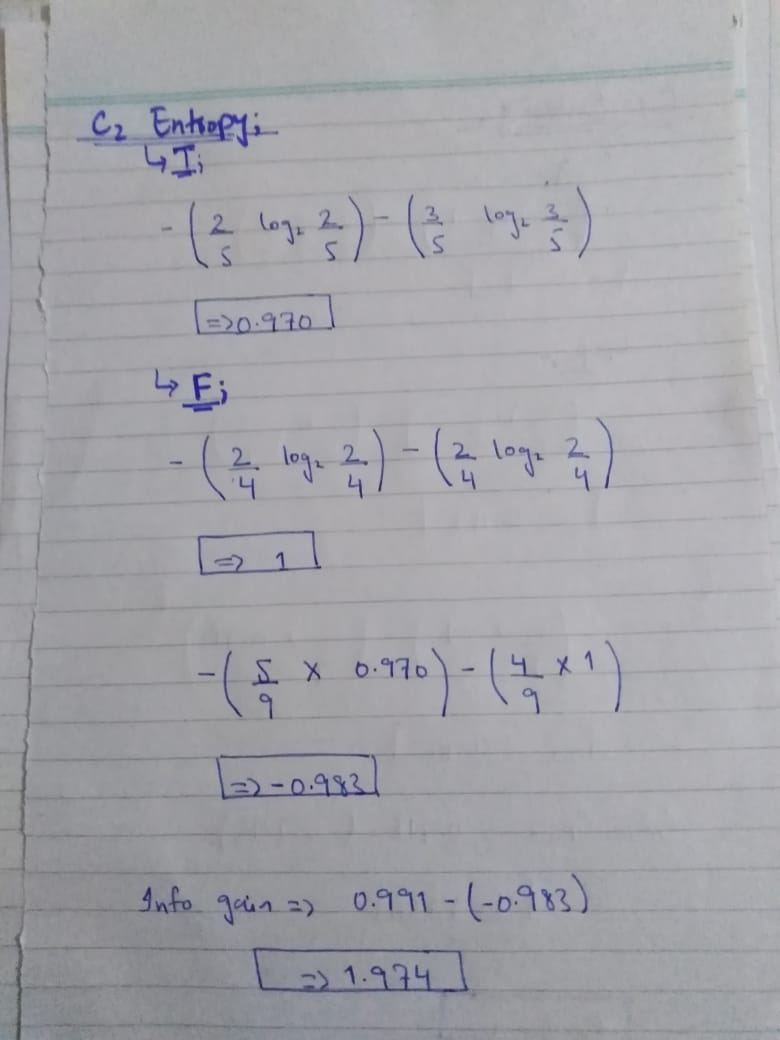 C₂ Entropy;
↳ T;
- (2/5 log₂ 2/5) - (3/5 log₂ 3/5)
=> 0.970
↳ F;
- (2/4 log₂ 2/4) - (2/4 log₂ 2/4)
=> 1
- (5/9 × 0.970) - (4/9 × 1)
=> -0.983
Info gain => 0.991 - (-0.983)
=> 1.974